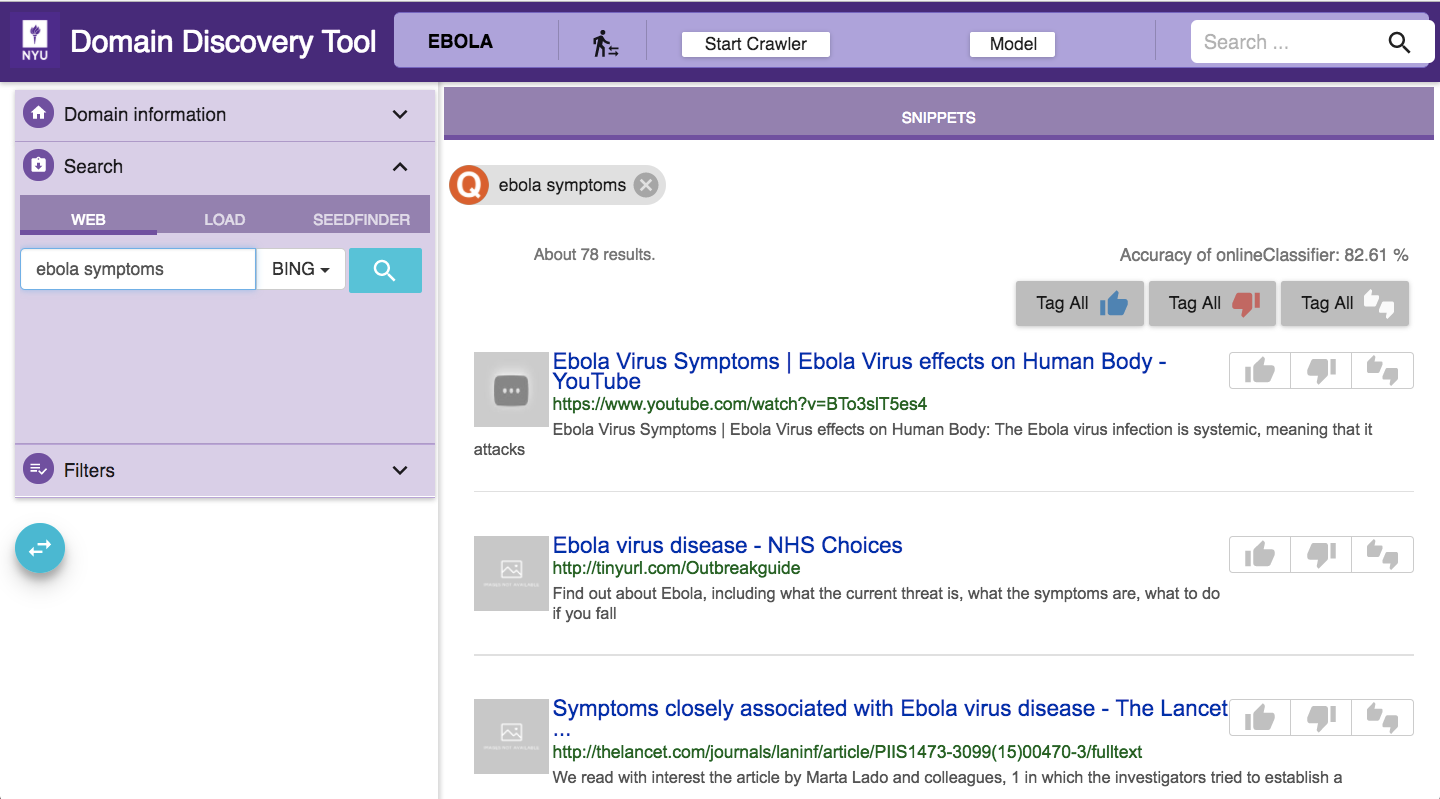 NYU
Domain Discovery Tool
EBOLA
Start Crawler
Model
Search ...
Domain information
Search
WEB
LOAD
SEEDFINDER
ebola symptoms
BING
Filters
SNIPPETS
Q
ebola symptoms
About 78 results.
Accuracy of onlineClassifier: 82.61 %
Tag All
Tag All
Tag All
Ebola Virus Symptoms | Ebola Virus effects on Human Body -
YouTube
https://www.youtube.com/watch?v=BTo3slT5es4
Ebola Virus Symptoms | Ebola Virus effects on Human Body: The Ebola virus infection is systemic, meaning that it
attacks
Ebola virus disease - NHS Choices
http://tinyurl.com/Outbreakguide
Find out about Ebola, including what the current threat is, what the symptoms are, what to do
if you fall
Symptoms closely associated with Ebola virus disease - The Lancet
...
http://thelancet.com/journals/laninf/article/PIIS1473-3099(15)00470-3/fulltext
We read with interest the article by Marta Lado and colleagues, 1 in which the investigators tried to establish a